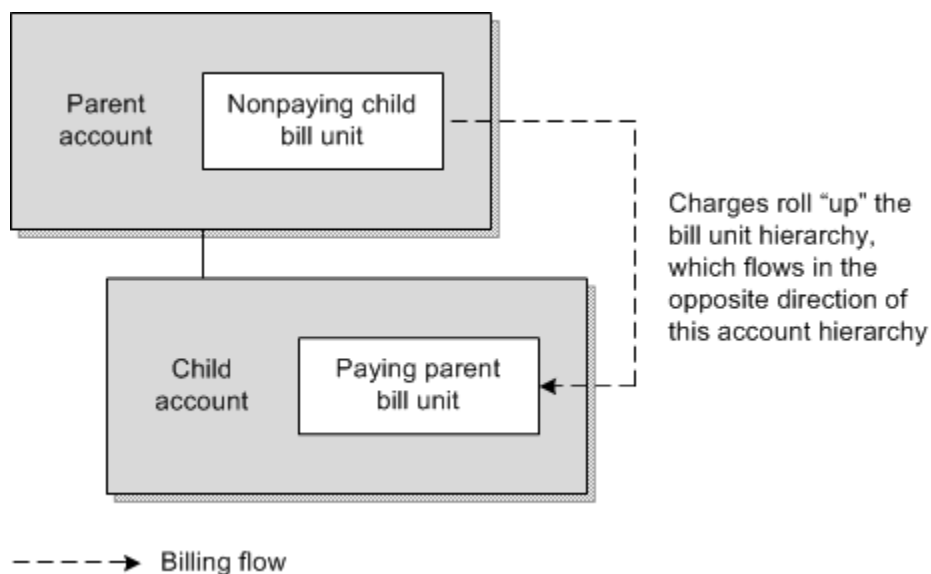 Parent
account
Nonpaying child
bill unit
Charges roll “up" the
bill unit hierarchy,
which flows in the
opposite direction of
this account hierarchy
Child
account
Paying parent
bill unit
Billing flow